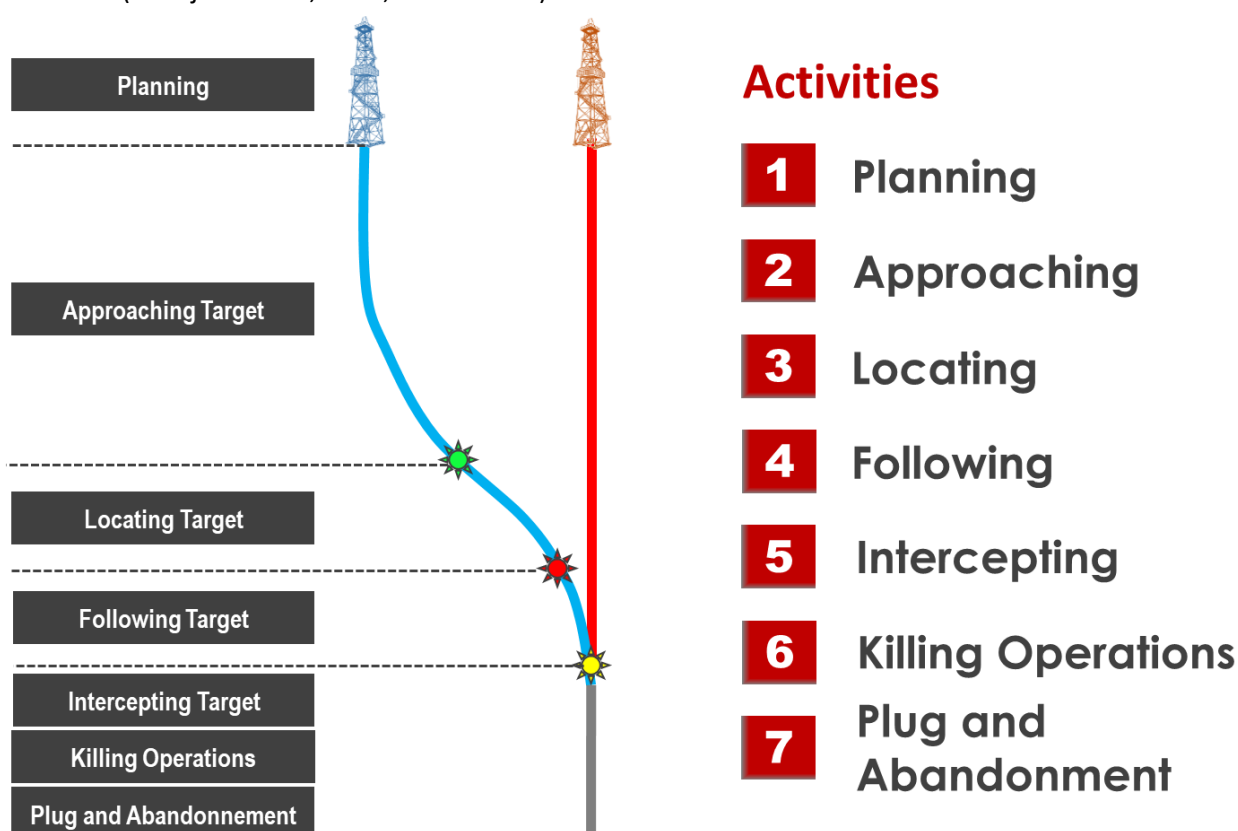 Planning
Approaching Target
Locating Target
Following Target
Intercepting Target
Killing Operations
Plug and Abandonnement
Activities
1 Planning
2 Approaching
3 Locating
4 Following
5 Intercepting
6 Killing Operations
7 Plug and
Abandonment